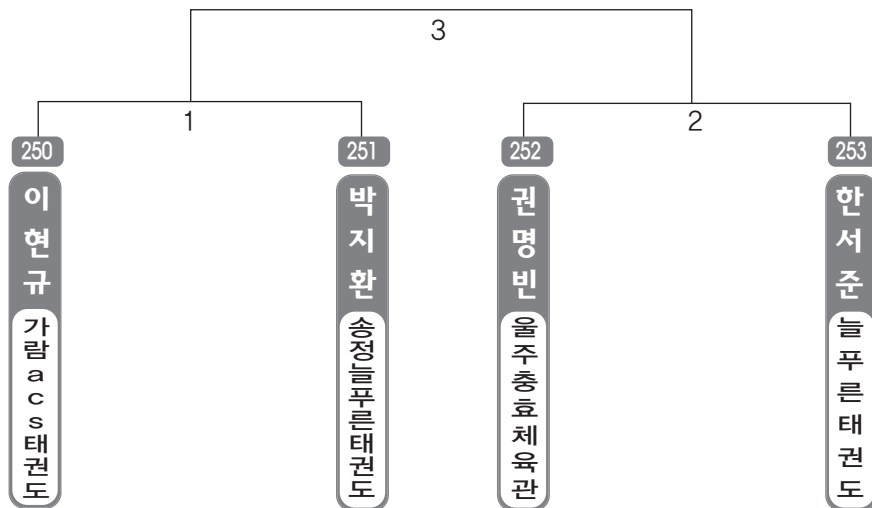 3
1
2
250
251
252
253
이현규
박지환
권명빈
한서준
가람acs태권도
송정늘푸른태권도
울주충효체육관
늘푸른태권도